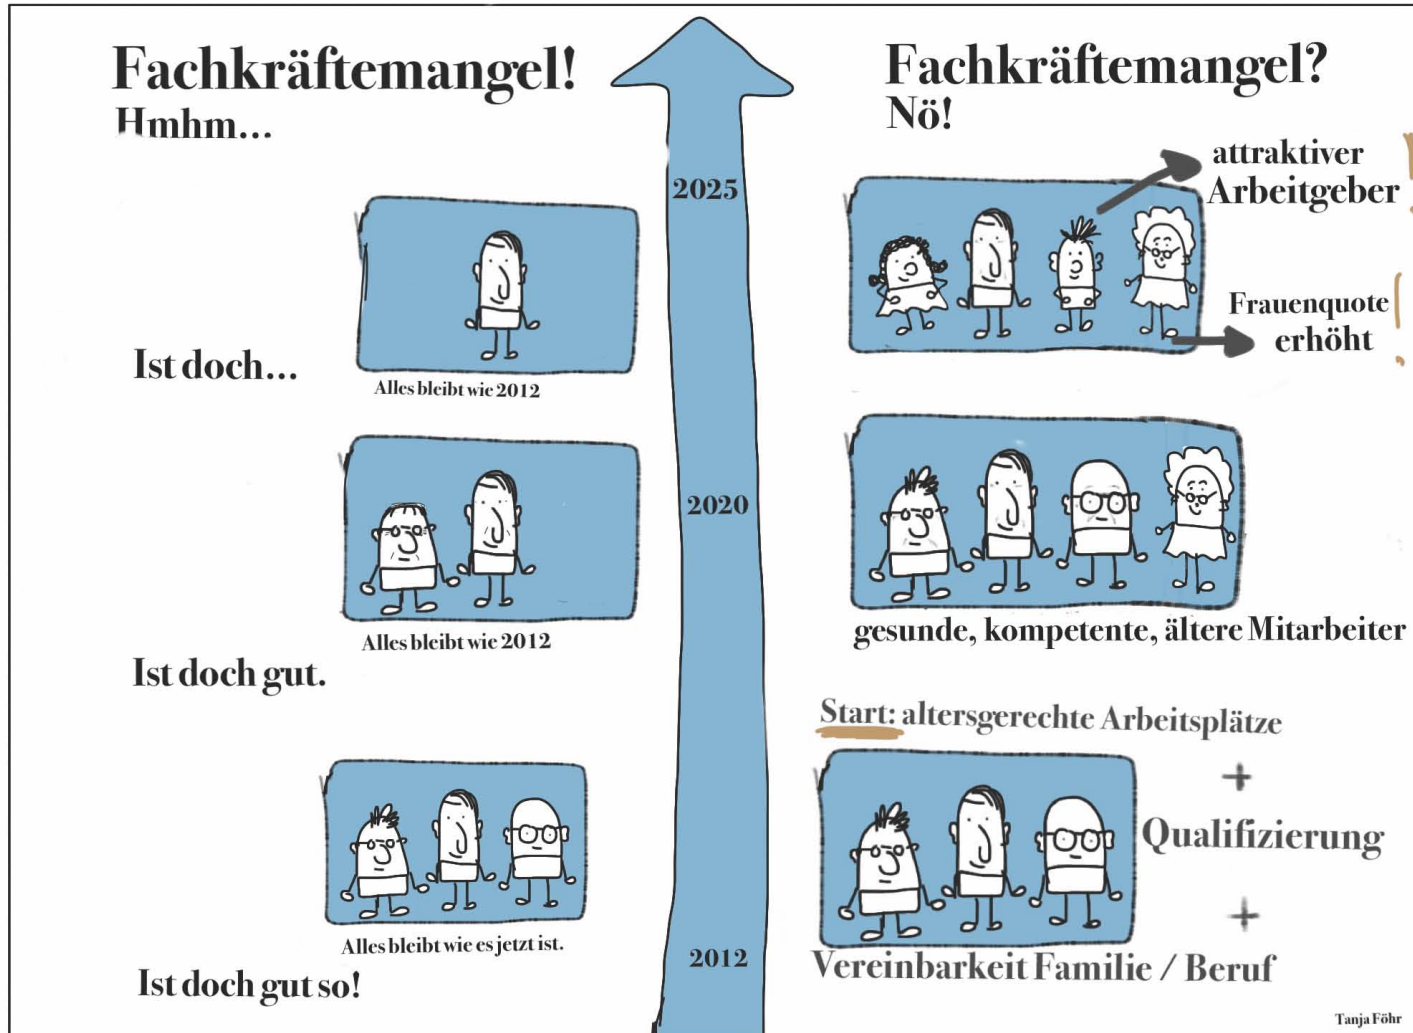 Fachkräftemangel!
Hmhm...
Ist doch...
Alles bleibt wie 2012
Alles bleibt wie 2012
Ist doch gut.
Alles bleibt wie es jetzt ist.
Ist doch gut so!
2025
2020
2012
Fachkräftemangel?
Nö!
attraktiver
Arbeitgeber
Frauenquote
erhöht
gesunde, kompetente, ältere Mitarbeiter
Start: altersgerechte Arbeitsplätze
+
Qualifizierung
+
Vereinbarkeit Familie / Beruf
Tanja Föhr